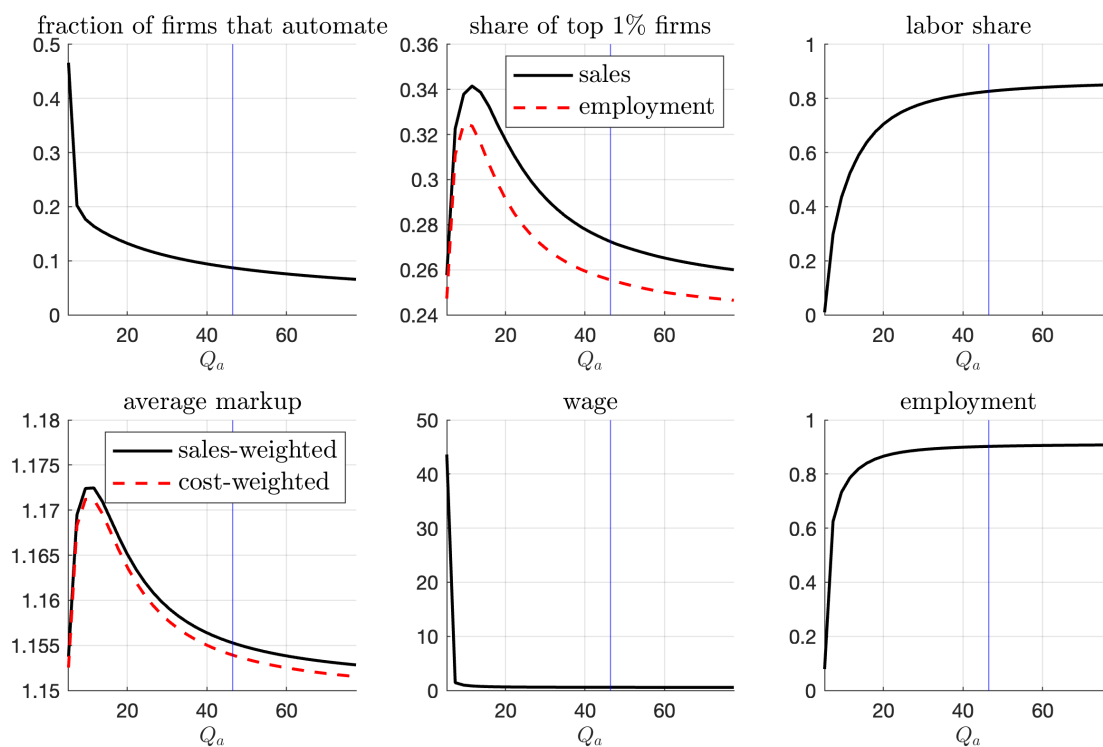 fraction of firms that automate
0.5
0.4
0.3
0.2
0.1
0
20 40 60
Q_a
share of top 1% firms
sales
employment
0.36
0.34
0.32
0.3
0.28
0.26
0.24
20 40 60
Q_a
labor share
1
0.8
0.6
0.4
0.2
0
20 40 60
Q_a
average markup
sales-weighted
cost-weighted
1.18
1.175
1.17
1.165
1.16
1.155
1.15
20 40 60
Q_a
wage
50
40
30
20
10
0
20 40 60
Q_a
employment
1
0.8
0.6
0.4
0.2
0
20 40 60
Q_a